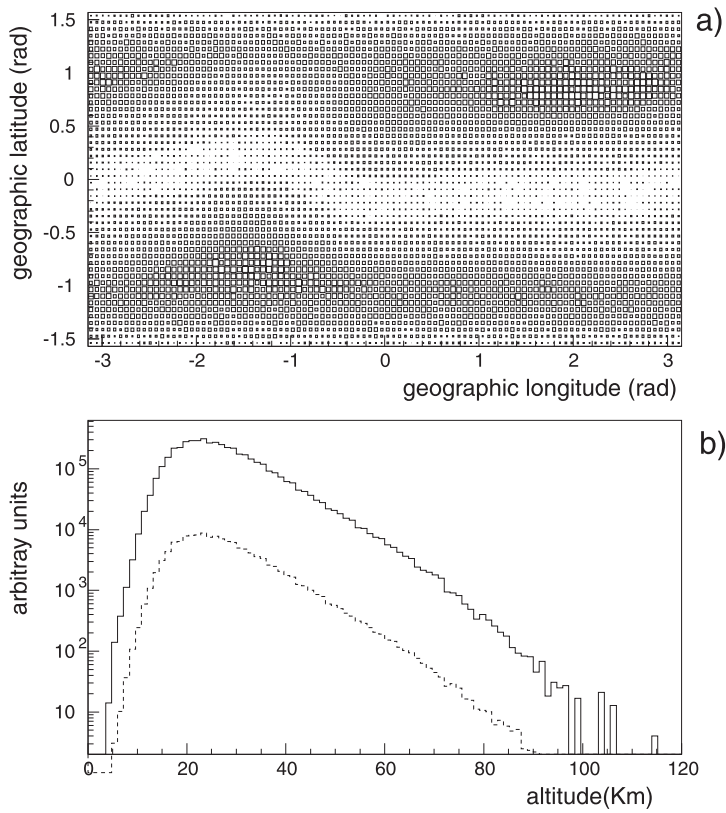 a)
1.5
1
0.5
0
-0.5
-1
-1.5
geographic latitude (rad)
-3 -2 -1 0 1 2 3
geographic longitude (rad)
b)
10^5
10^4
10^3
10^2
10
arbitray units
0 20 40 60 80 100 120
altitude(Km)